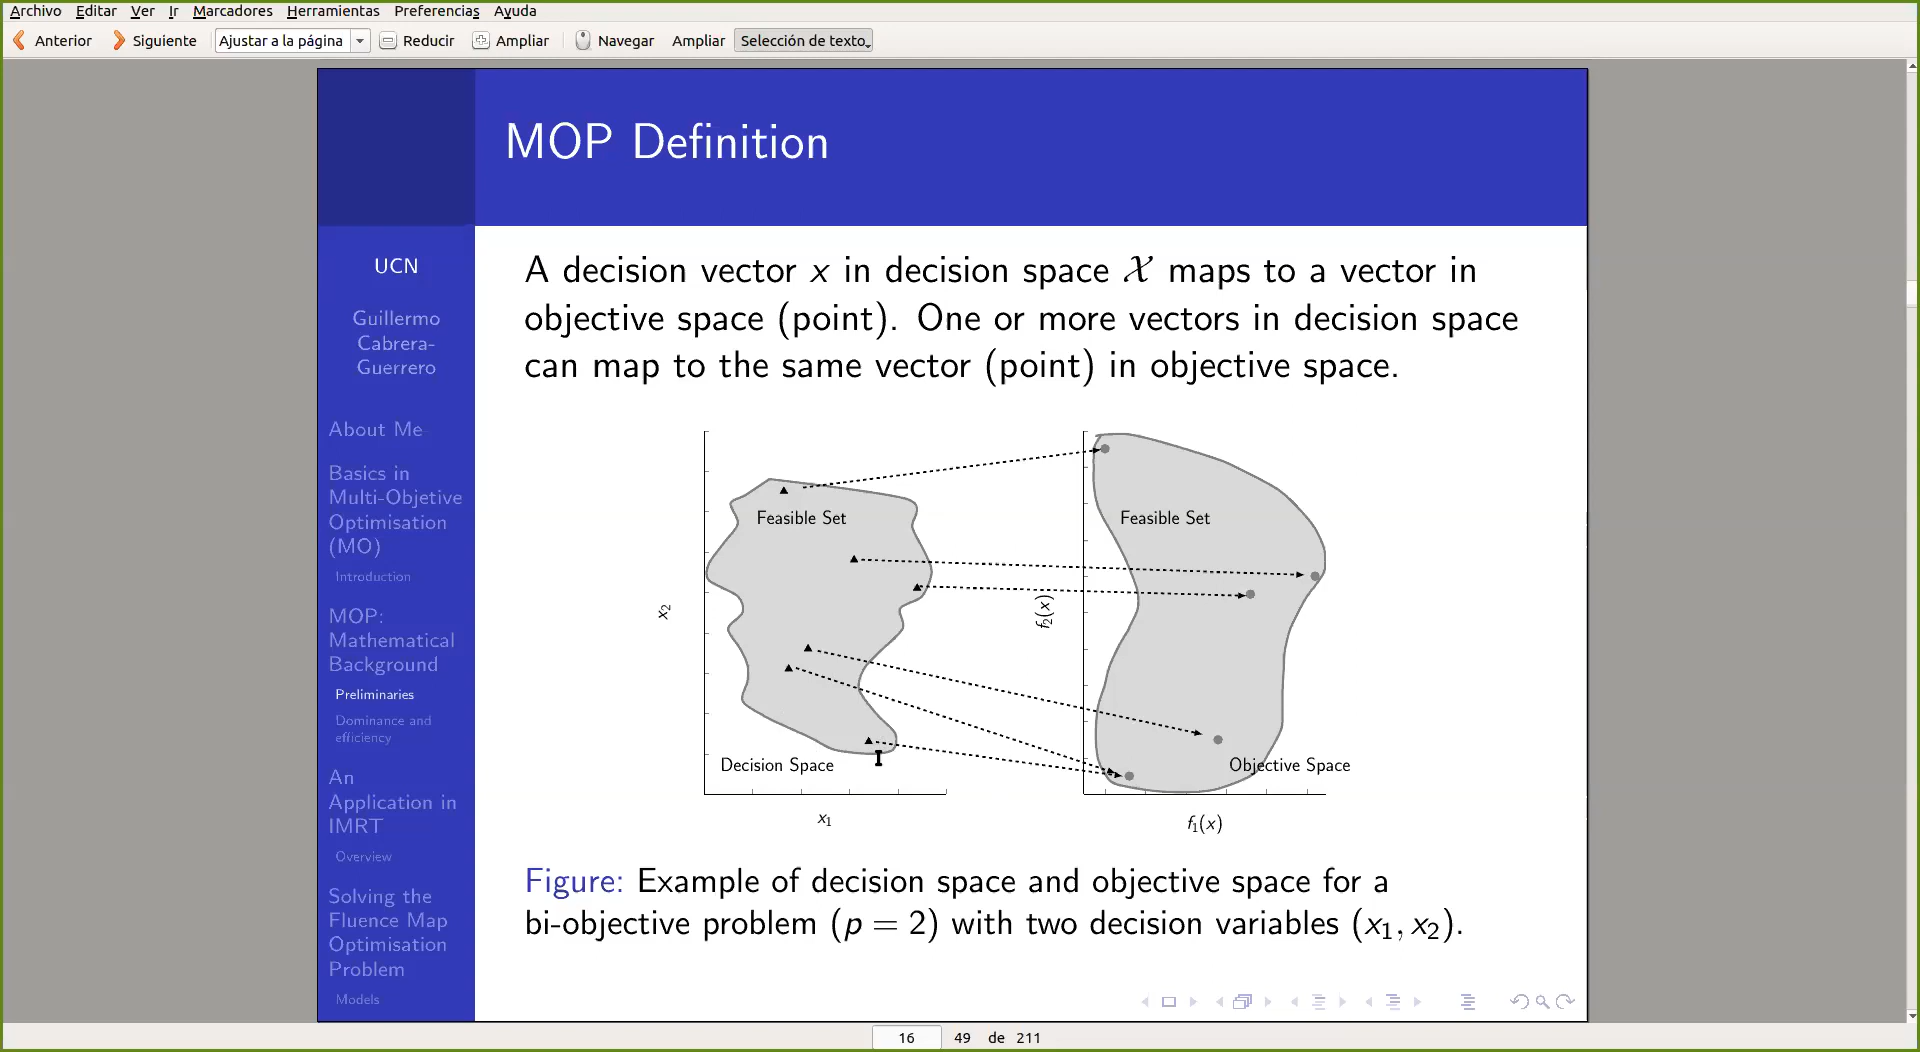 Archivo Editar Ver Ir Marcadores Herramientas Preferencias Ayuda
Anterior Siguiente Ajustar a la página Reducir Ampliar Navegar Ampliar Selección de texto
MOP Definition
UCN
Guillermo
Cabrera-
Guerrero
About Me
Basics in
Multi-Objetive
Optimisation
(MO)
Introduction
MOP:
Mathematical
Background
Preliminaries
Dominance and
efficiency
An
Application in
IMRT
Overview
Solving the
Fluence Map
Optimisation
Problem
Models
A decision vector x in decision space 𝒳 maps to a vector in
objective space (point). One or more vectors in decision space
can map to the same vector (point) in objective space.
Feasible Set
Decision Space
x₂
x₁
Feasible Set
Objective Space
f₂(x)
f₁(x)
Figure: Example of decision space and objective space for a
bi-objective problem (p = 2) with two decision variables (x₁, x₂).
16 49 de 211